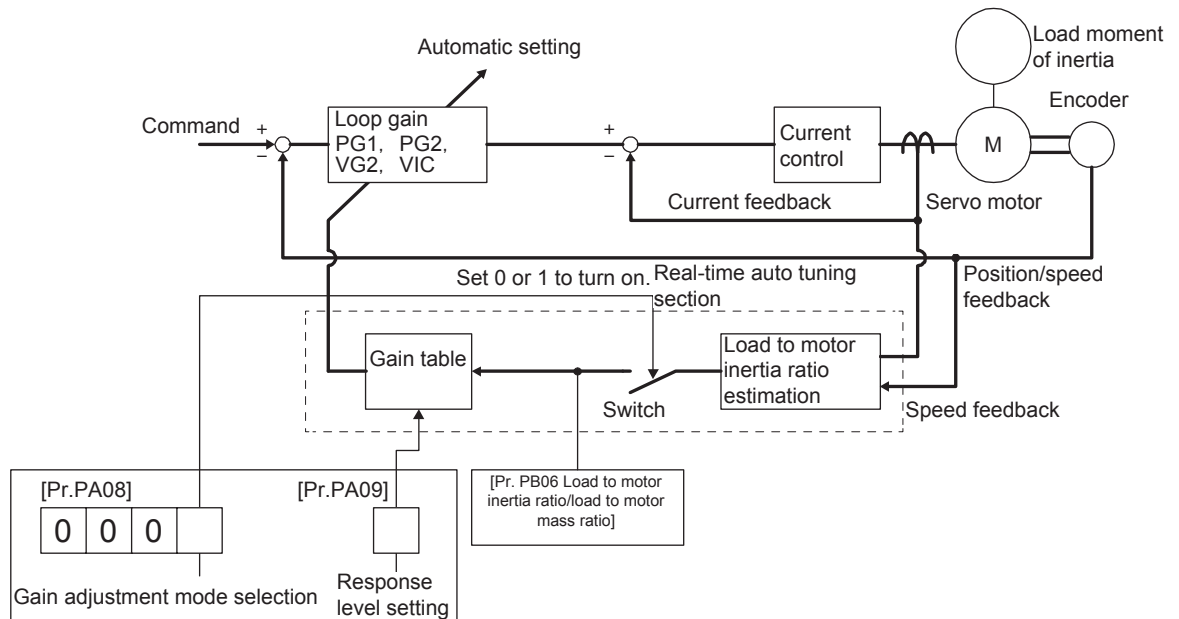 Load moment
of inertia
Automatic setting
Encoder
Command
+
−
Loop gain
PG1, PG2,
VG2, VIC
+
−
Current
control
M
Current feedback
Servo motor
Set 0 or 1 to turn on.
Real-time auto tuning
section
Position/speed
feedback
Gain table
Load to motor
inertia ratio
estimation
Switch
Speed feedback
[Pr.PA08]
[Pr.PA09]
[Pr. PB06 Load to motor
inertia ratio/load to motor
mass ratio]
0 0 0
Gain adjustment mode selection
Response
level setting